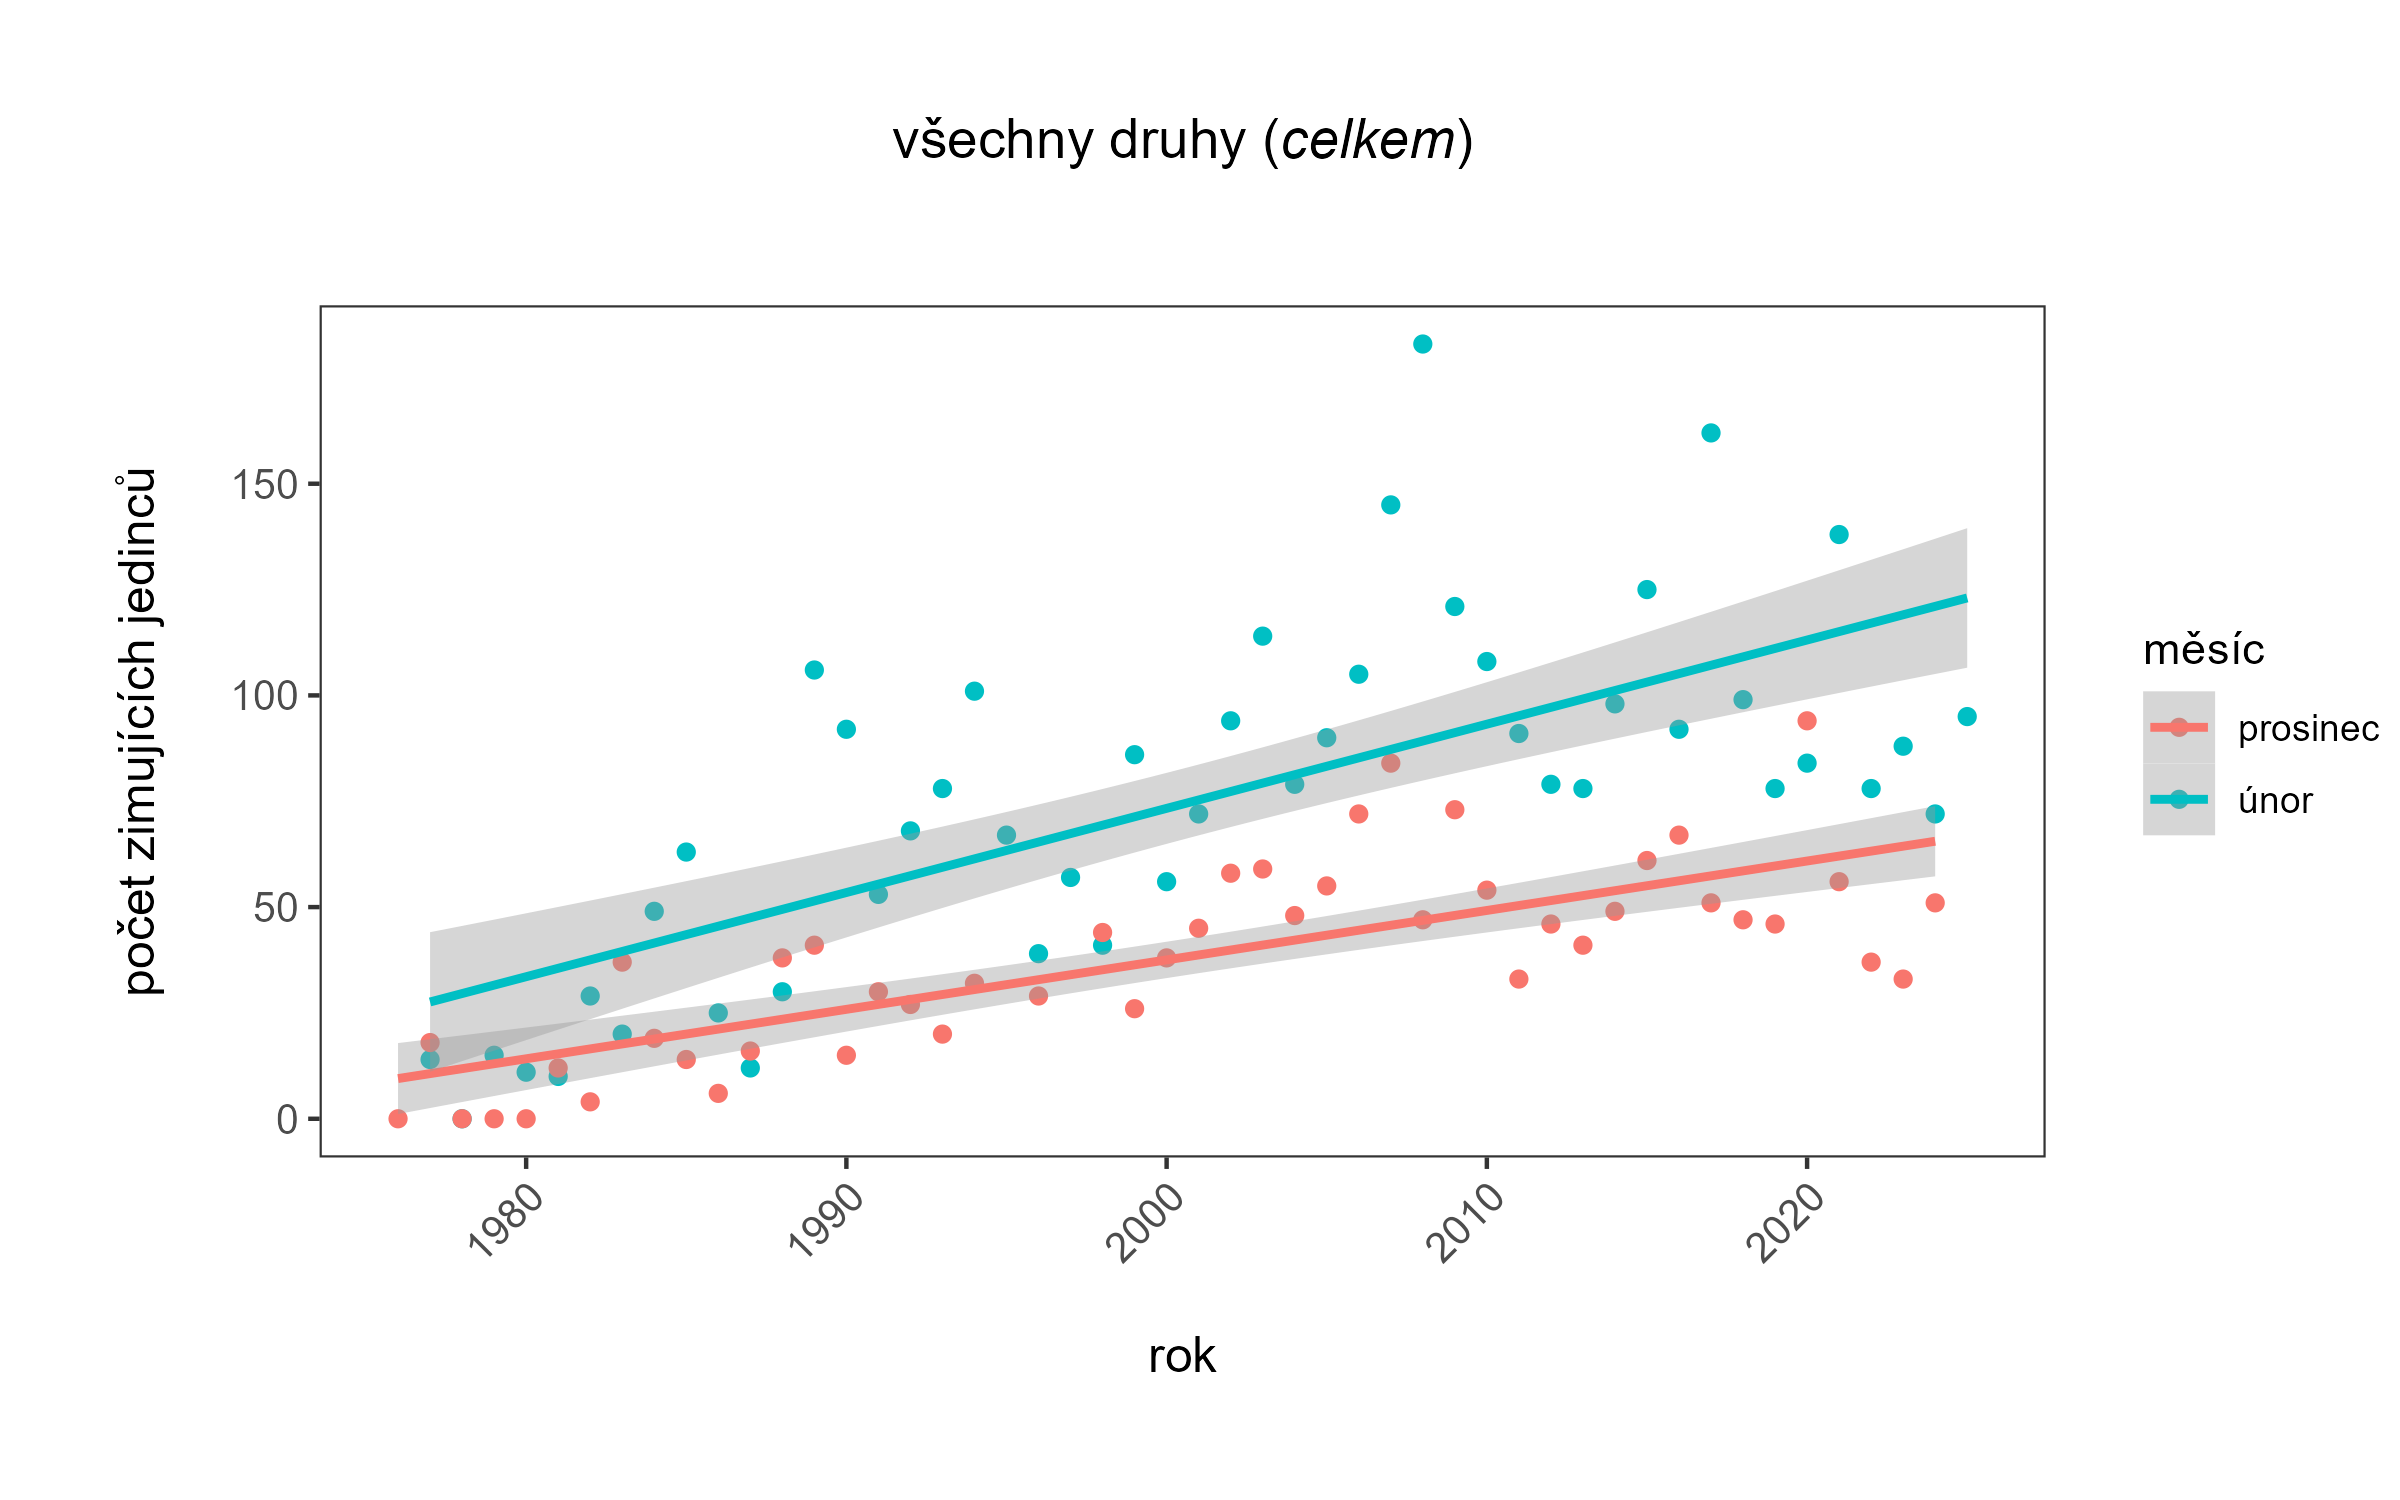 všechny druhy (celkem)
počet zimujících jedinců
150
100
50
0
1980
1990
2000
2010
2020
rok
měsíc
prosinec
únor